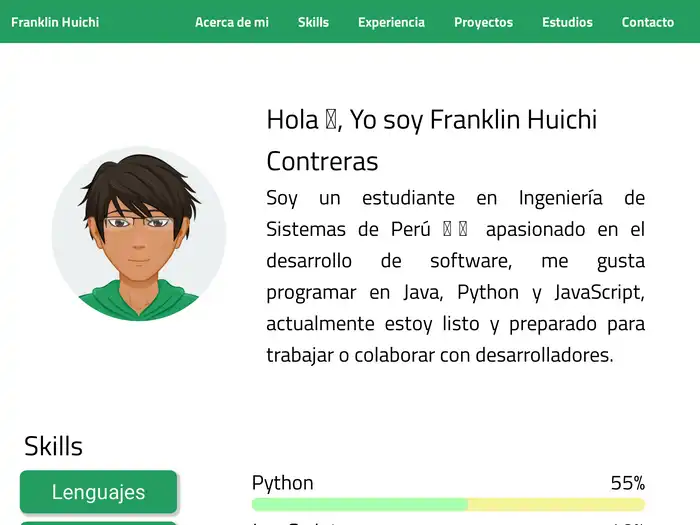 Franklin Huichi
Acerca de mi
Skills
Experiencia
Proyectos
Estudios
Contacto
Hola , Yo soy Franklin Huichi
Contreras
Soy un estudiante en Ingeniería de
Sistemas de Perú apasionado en el
desarrollo de software, me gusta
programar en Java, Python y JavaScript,
actualmente estoy listo y preparado para
trabajar o colaborar con desarrolladores.
Skills
Lenguajes
Python 55%